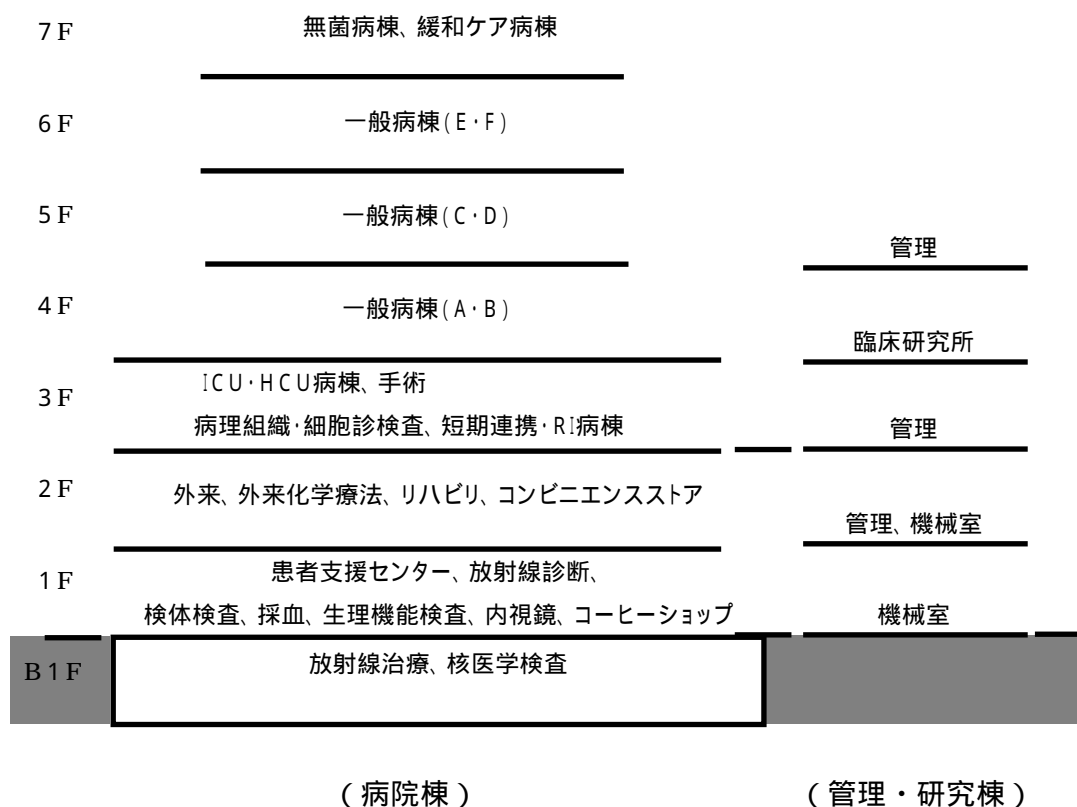 7F 無菌病棟、緩和ケア病棟
6F 一般病棟(E・F)
5F 一般病棟(C・D)
管理
4F 一般病棟(A・B)
臨床研究所
3F ICU・HCU病棟、手術
病理組織・細胞診検査、短期連携・RI病棟 管理
2F 外来、外来化学療法、リハビリ、コンビニエンスストア
管理、機械室
1F 患者支援センター、放射線診断、
検体検査、採血、生理機能検査、内視鏡、コーヒーショップ 機械室
B1F 放射線治療、核医学検査
(病院棟) (管理・研究棟)